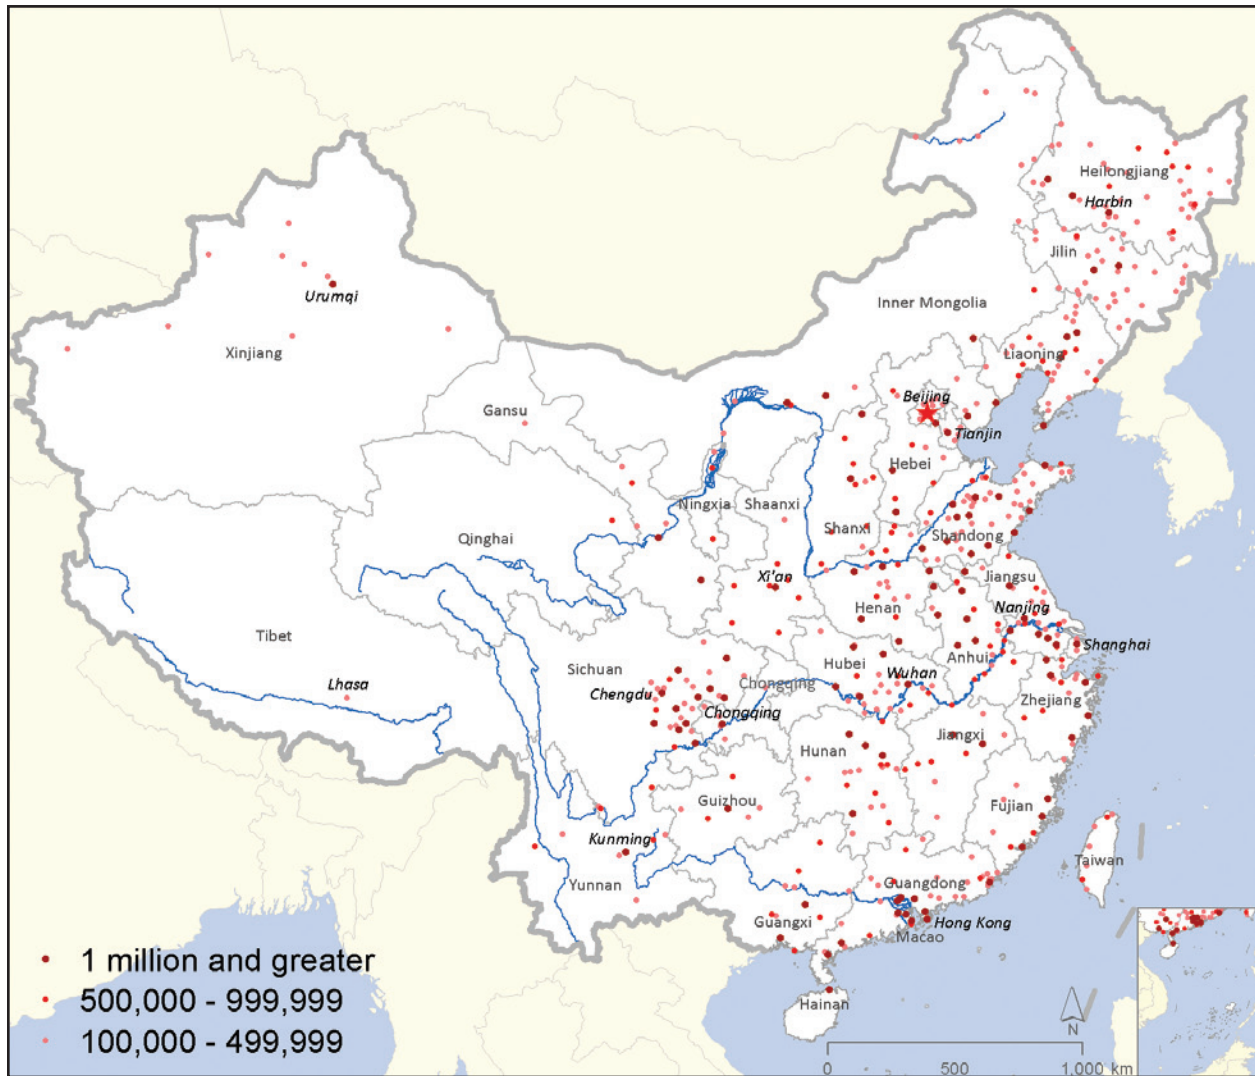 Heilongjiang
Harbin
Jilin
Urumqi
Inner Mongolia
Xinjiang
Liaoning
Beijing
Gansu
Tianjin
Hebei
Ningxia
Shaanxi
Shanxi
Shandong
Qinghai
Xi'an
Jiangsu
Henan
Nanjing
Tibet
Shanghai
Anhui
Hubei
Sichuan
Wuhan
Lhasa
Chengdu
Chongqing
Zhejiang
Chongqing
Jiangxi
Hunan
Guizhou
Fujian
Kunming
Taiwan
Yunnan
Guangdong
Guangxi
Hong Kong
Macao
Hainan
1 million and greater
500,000 - 999,999
100,000 - 499,999
N
0 500 1,000 km